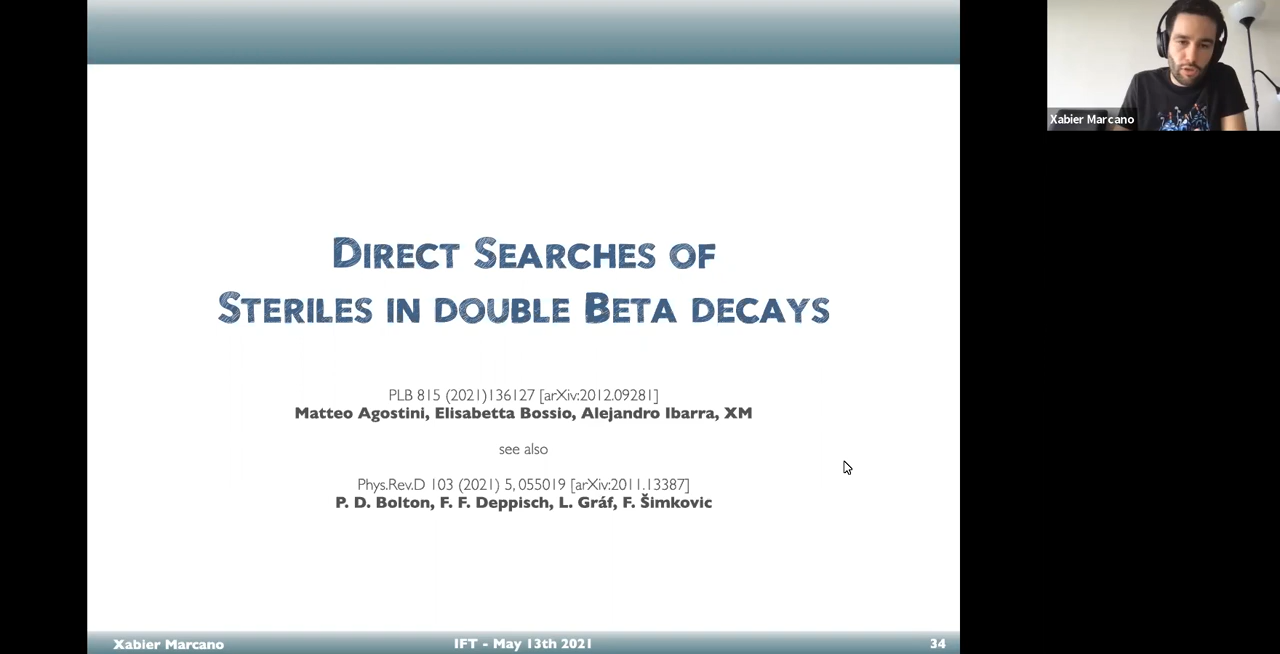 DIRECT SEARCHES OF
STERILES IN DOUBLE BETA DECAYS
PLB 815 (2021)136127 [arXiv:2012.09281]
Matteo Agostini, Elisabetta Bossio, Alejandro Ibarra, XM
see also
Phys.Rev.D 103 (2021) 5, 055019 [arXiv:2011.13387]
P. D. Bolton, F. F. Deppisch, L. Gráf, F. Šimkovic
Xabier Marcano
IFT - May 13th 2021
34
Xabier Marcano